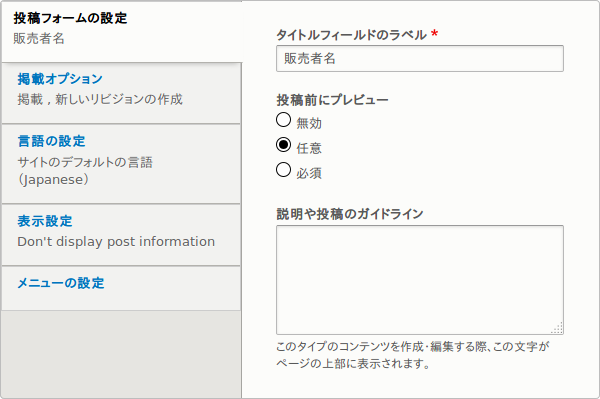 投稿フォームの設定
販売者名
掲載オプション
掲載 , 新しいリビジョンの作成
言語の設定
サイトのデフォルトの言語
（Japanese）
表示設定
Don't display post information
メニューの設定
タイトルフィールドのラベル *
販売者名
投稿前にプレビュー
無効
任意
必須
説明や投稿のガイドライン
このタイプのコンテンツを作成・編集する際、この文字が
ページの上部に表示されます。